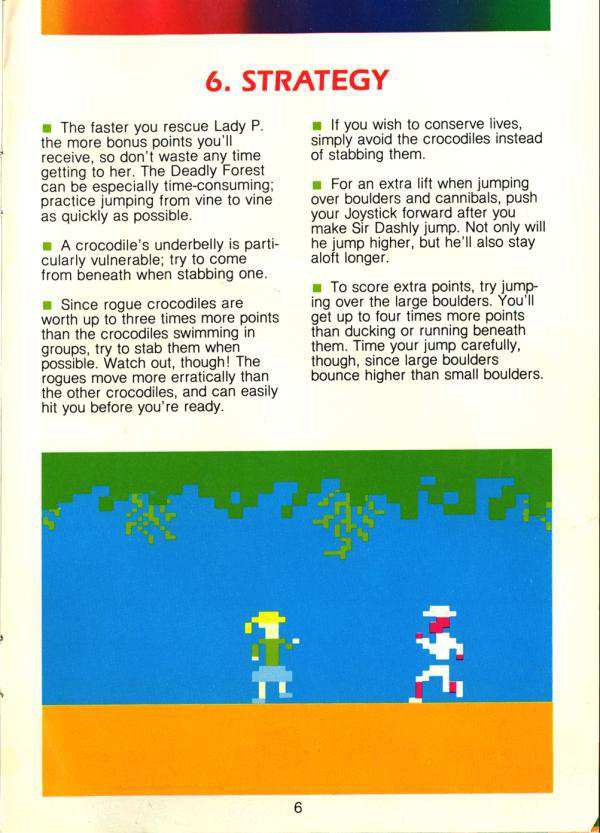 6. STRATEGY
■ The faster you rescue Lady P.
the more bonus points you'll
receive, so don't waste any time
getting to her. The Deadly Forest
can be especially time-consuming;
practice jumping from vine to vine
as quickly as possible.
■ A crocodile's underbelly is parti-
cularly vulnerable; try to come
from beneath when stabbing one.
■ Since rogue crocodiles are
worth up to three times more points
than the crocodiles swimming in
groups, try to stab them when
possible. Watch out, though! The
rogues move more erratically than
the other crocodiles, and can easily
hit you before you're ready.
■ If you wish to conserve lives,
simply avoid the crocodiles instead
of stabbing them.
■ For an extra lift when jumping
over boulders and cannibals, push
your Joystick forward after you
make Sir Dashly jump. Not only will
he jump higher, but he'll also stay
aloft longer.
■ To score extra points, try jump-
ing over the large boulders. You'll
get up to four times more points
than ducking or running beneath
them. Time your jump carefully,
though, since large boulders
bounce higher than small boulders.
6